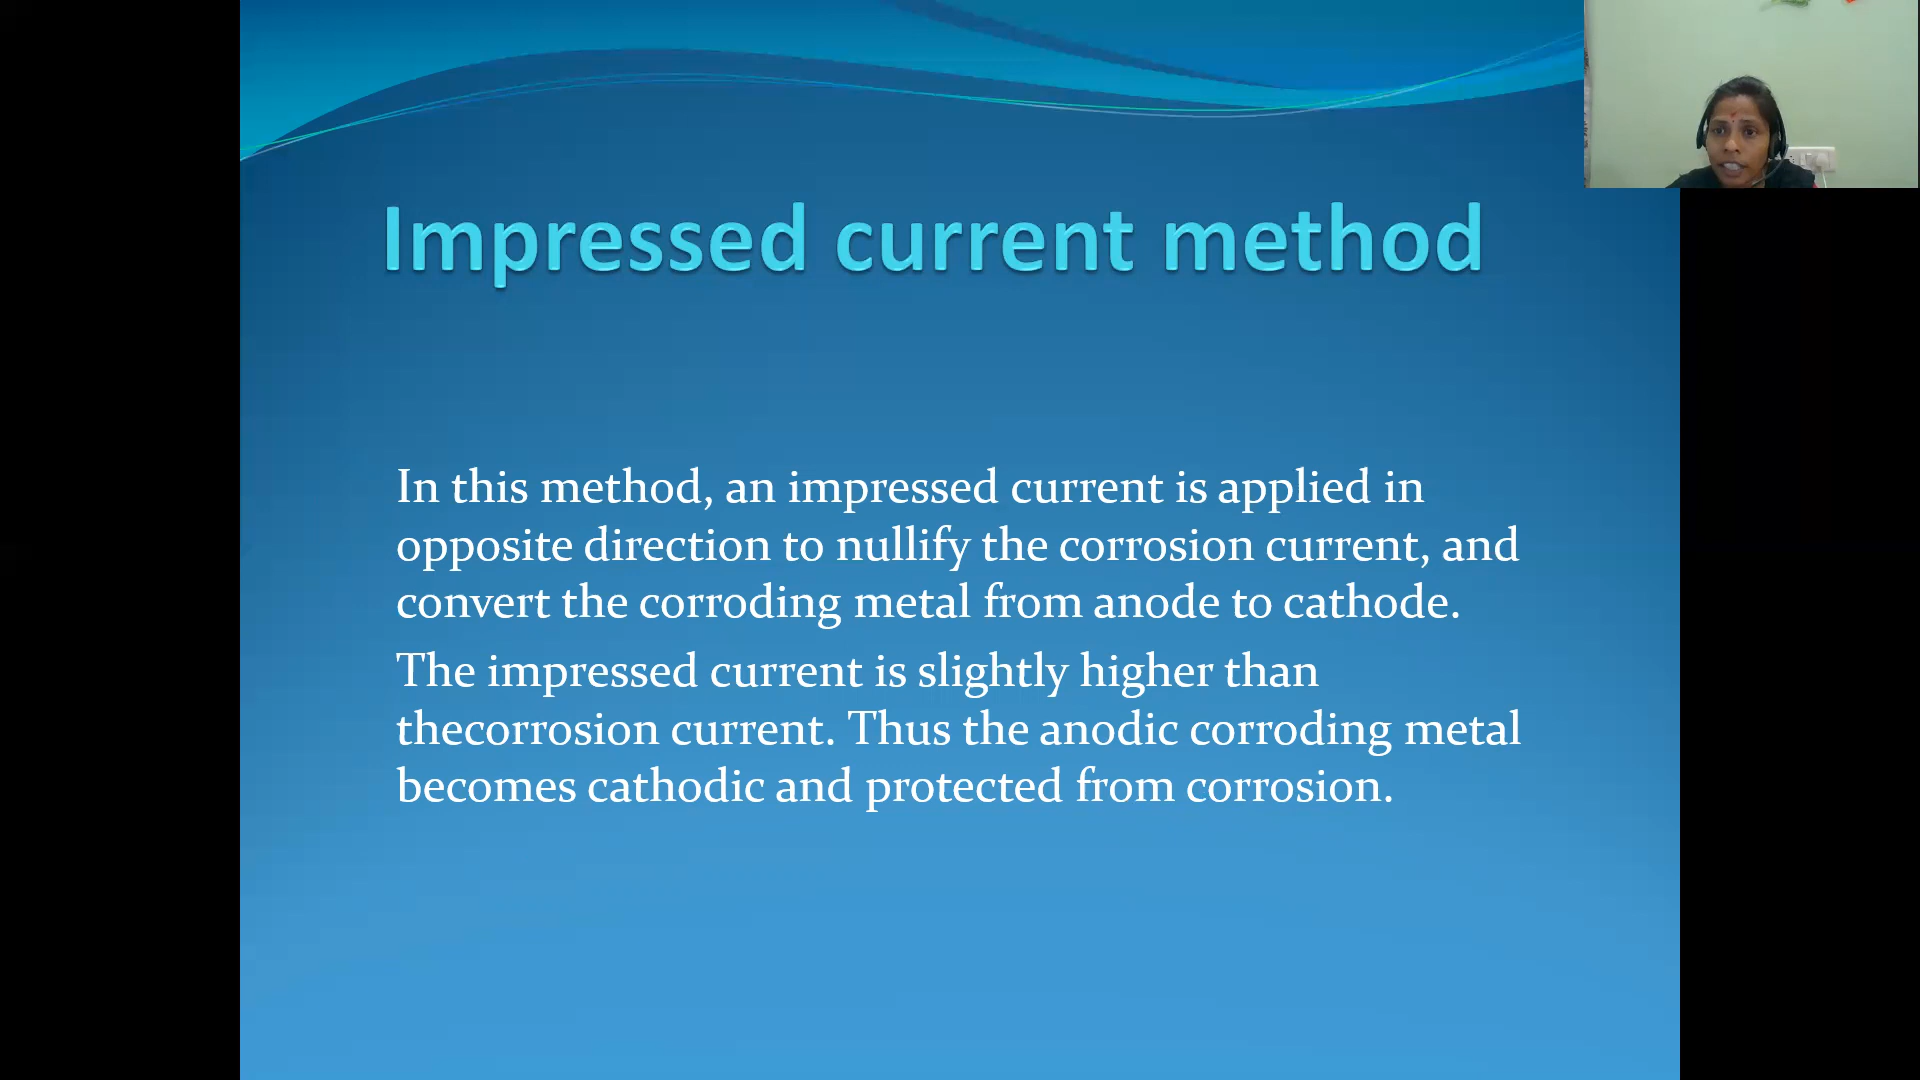 Impressed current method
In this method, an impressed current is applied in
opposite direction to nullify the corrosion current, and
convert the corroding metal from anode to cathode.
The impressed current is slightly higher than
thecorrosion current. Thus the anodic corroding metal
becomes cathodic and protected from corrosion.